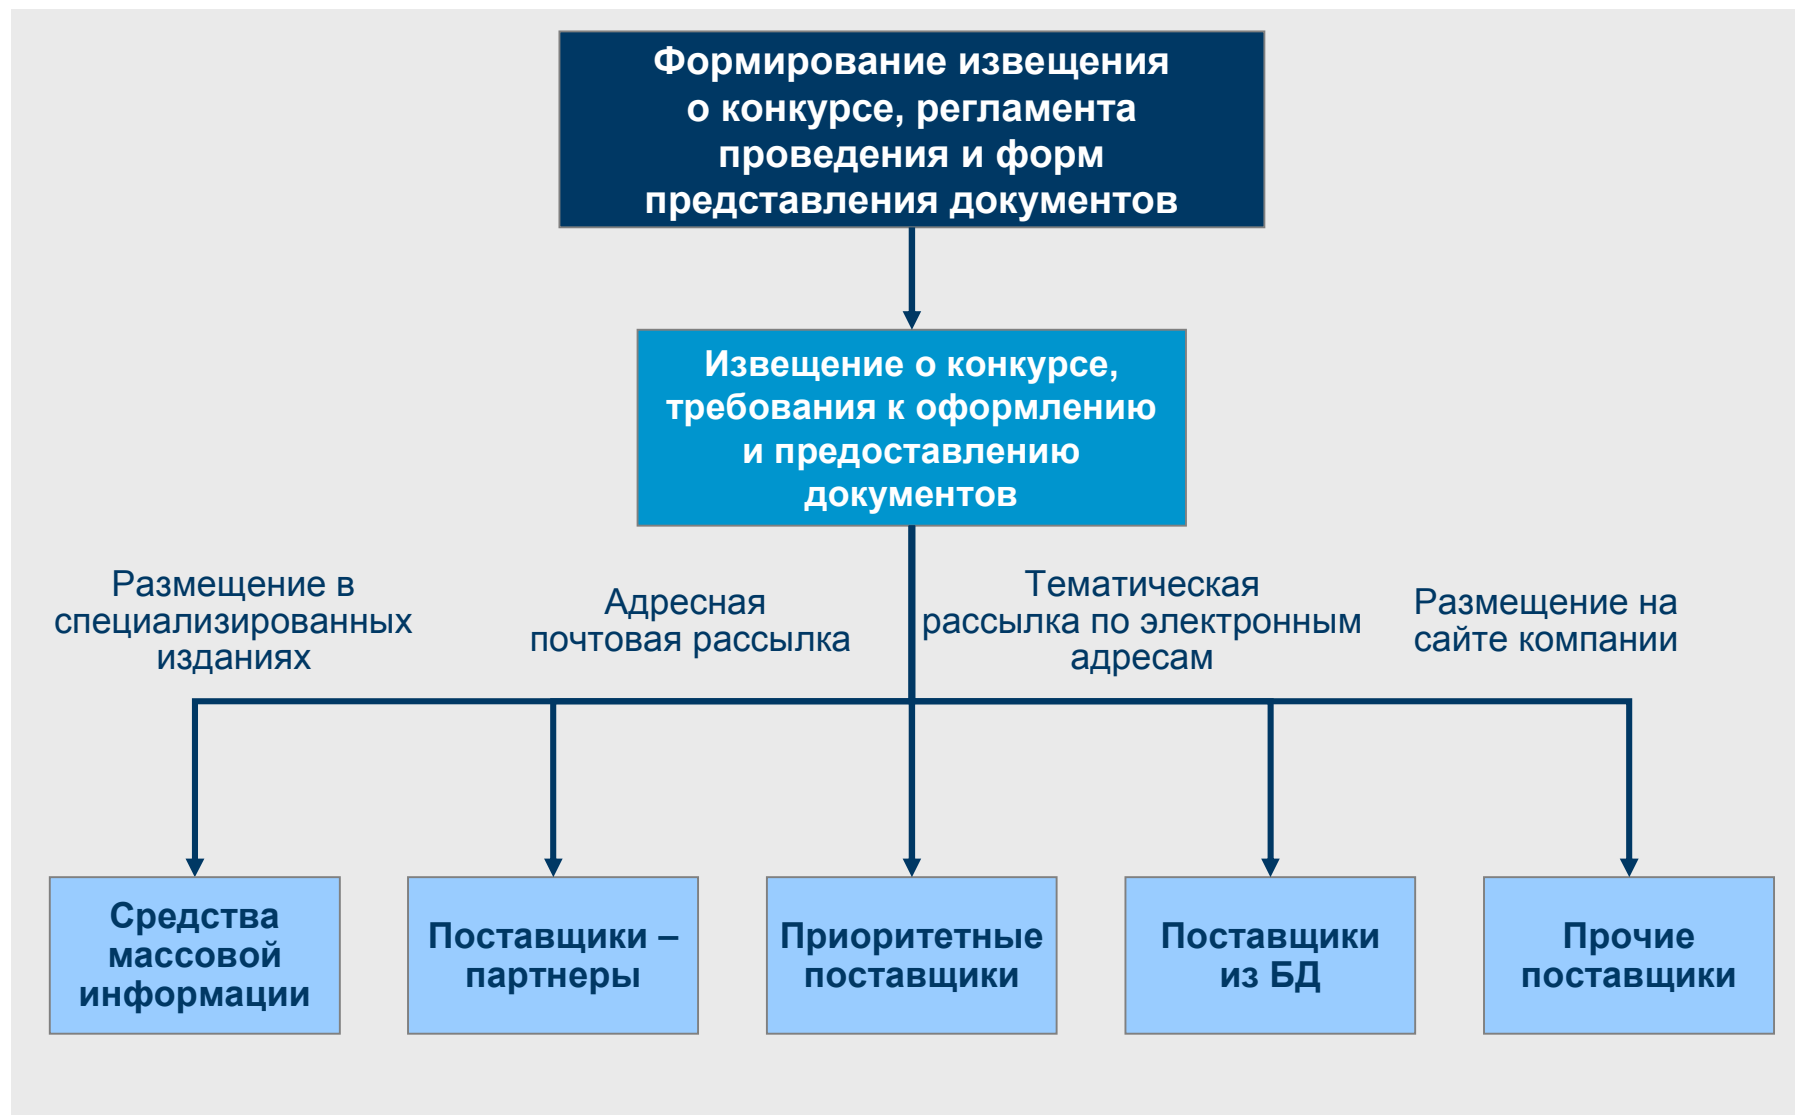 Формирование извещения
о конкурсе, регламента
проведения и форм
представления документов
Извещение о конкурсе,
требования к оформлению
и предоставлению
документов
Размещение в
специализированных
изданиях
Адресная
почтовая рассылка
Тематическая
рассылка по электронным
адресам
Размещение на
сайте компании
Средства
массовой
информации
Поставщики –
партнеры
Приоритетные
поставщики
Поставщики
из БД
Прочие
поставщики